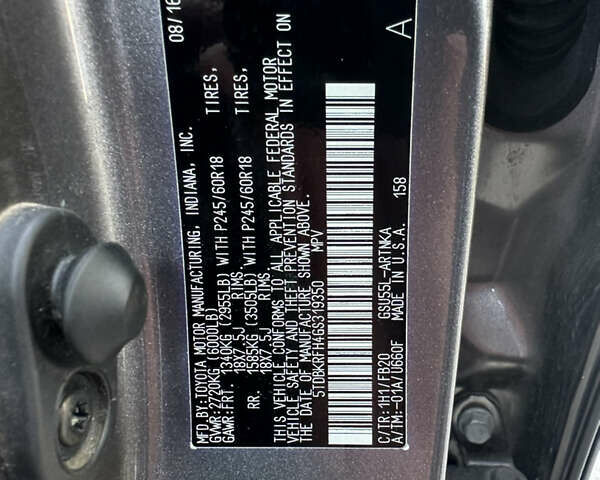 MFD.BY:TOYOTA MOTOR MANUFACTURING, INDIANA, INC. 08/16
GVWR:2720KG(6000LB)
GAWR:FRT. 1340KG (2955LB) WITH P245/60R18 TIRES,
18X7.5J RIMS.
RR. 1585KG (3505LB) WITH P245/60R18 TIRES,
18X7.5J RIMS.
THIS VEHICLE CONFORMS TO ALL APPLICABLE FEDERAL MOTOR
VEHICLE SAFETY AND THEFT PREVENTION STANDARDS IN EFFECT ON
THE DATE OF MANUFACTURE SHOWN ABOVE.
5TDBKRFH4GS319350 MPV
A
C/TR:1H1/FB20 GSU55L-ARTNKA 158
A/TM:-01A/U660F MADE IN U.S.A.